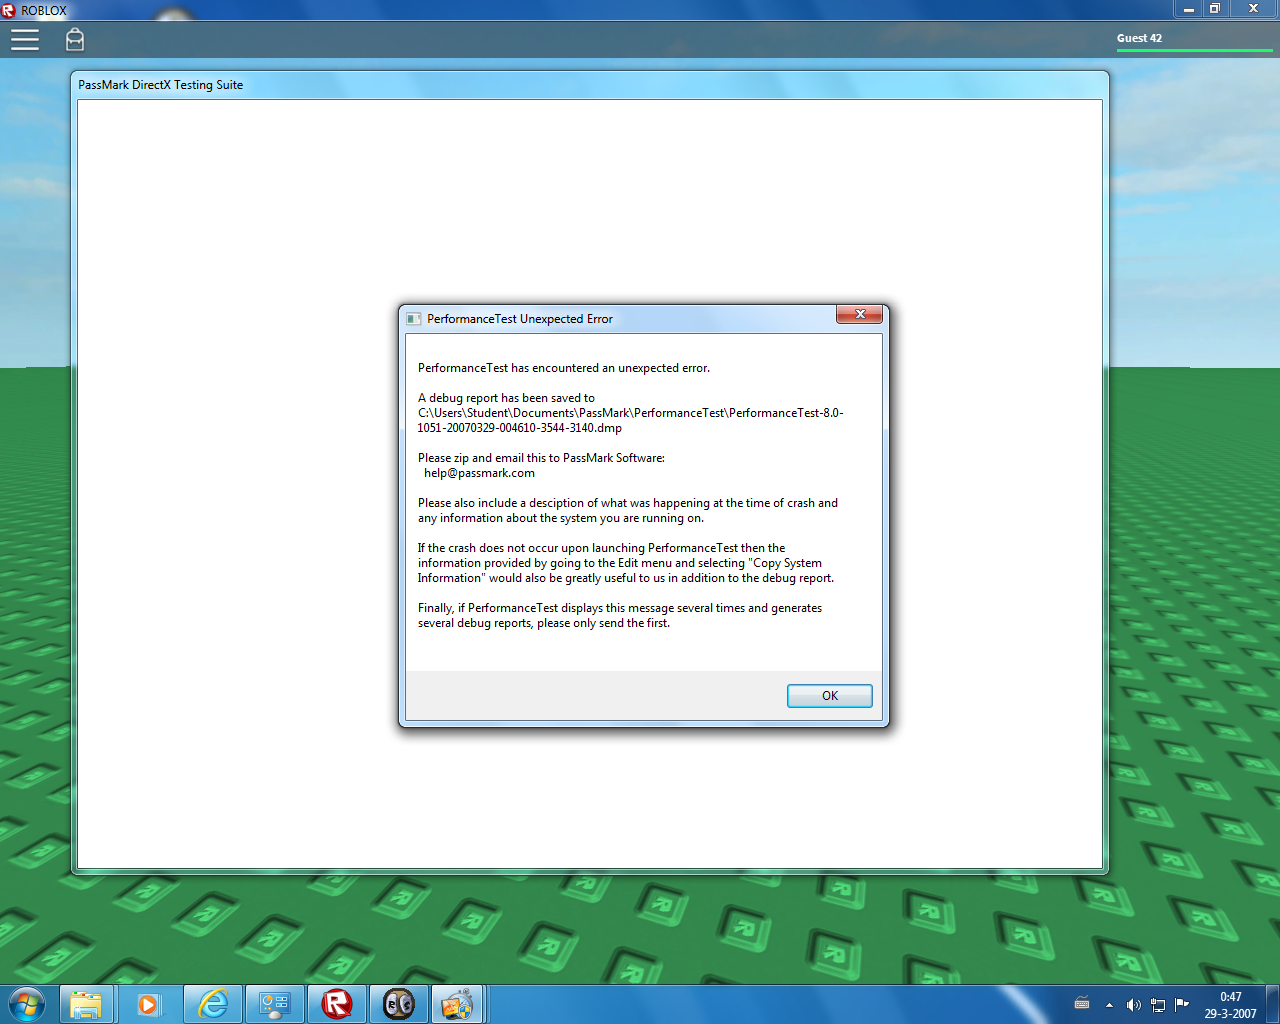 ROBLOX
Guest 42
PassMark DirectX Testing Suite
PerformanceTest Unexpected Error
PerformanceTest has encountered an unexpected error.
A debug report has been saved to
C:\Users\Student\Documents\PassMark\PerformanceTest\PerformanceTest-8.0-
1051-20070329-004610-3544-3140.dmp
Please zip and email this to PassMark Software:
help@passmark.com
Please also include a desciption of what was happening at the time of crash and
any information about the system you are running on.
If the crash does not occur upon launching PerformanceTest then the
information provided by going to the Edit menu and selecting "Copy System
Information" would also be greatly useful to us in addition to the debug report.
Finally, if PerformanceTest displays this message several times and generates
several debug reports, please only send the first.
OK
0:47
29-3-2007